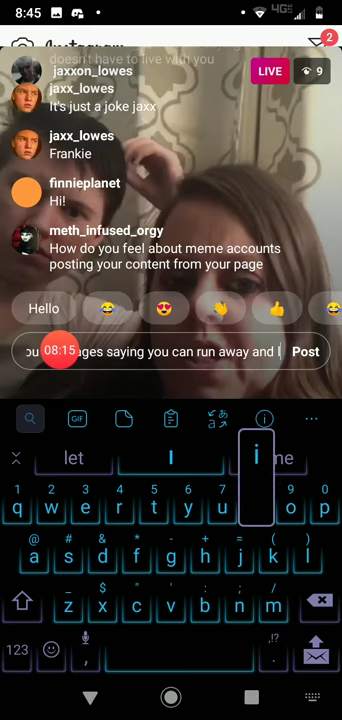 8:45
4G
Instagram
2
doesn't have to live with you
jaxxon_lowes
LIVE
9
jaxx_lowes
It's just a joke jaxx
jaxx_lowes
Frankie
finnieplanet
Hi!
meth_infused_orgy
How do you feel about meme accounts
posting your content from your page
Hello 😂 😍 👏 👍 😂
08:15
saying you can run away and I
Post
GIF
let I me
i
1 2 3 4 5 6 7 9 0
q w e r t y u o p
@ # & * - + = ( )
a s d f g h j k l
_ $ " ' : ; /
z x c v b n m
123 , ,!? .